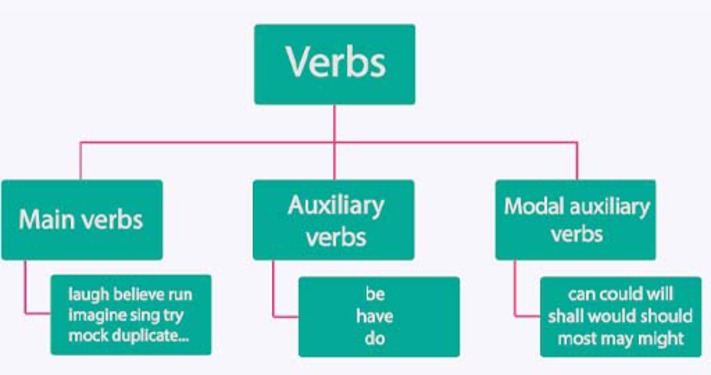 Verbs
Main verbs
laugh believe run
imagine sing try
mock duplicate...
Auxiliary
verbs
be
have
do
Modal auxiliary
verbs
can could will
shall would should
most may might